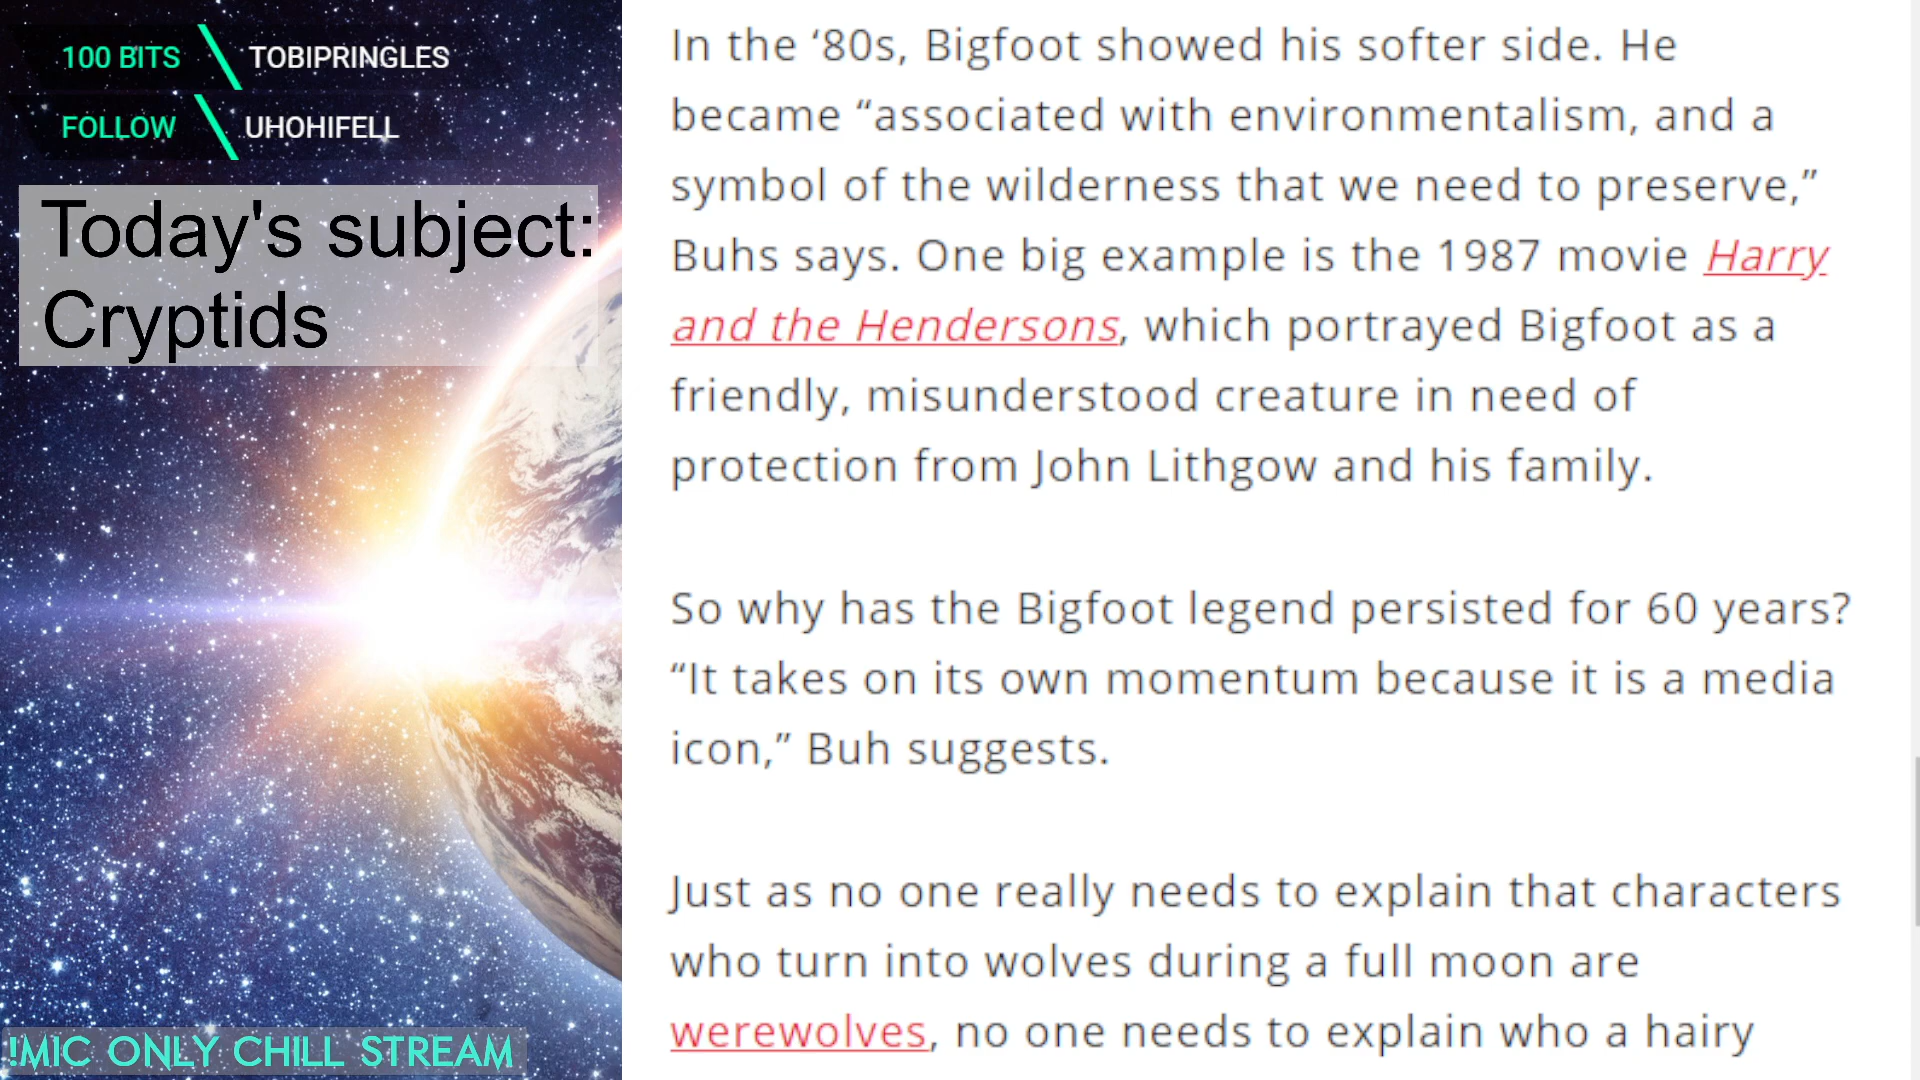 100 BITS TOBIPRINGLES
FOLLOW UHOHIFELL
Today's subject:
Cryptids
!MIC ONLY CHILL STREAM
In the ‘80s, Bigfoot showed his softer side. He
became “associated with environmentalism, and a
symbol of the wilderness that we need to preserve,”
Buhs says. One big example is the 1987 movie Harry
and the Hendersons, which portrayed Bigfoot as a
friendly, misunderstood creature in need of
protection from John Lithgow and his family.
So why has the Bigfoot legend persisted for 60 years?
“It takes on its own momentum because it is a media
icon,” Buh suggests.
Just as no one really needs to explain that characters
who turn into wolves during a full moon are
werewolves, no one needs to explain who a hairy